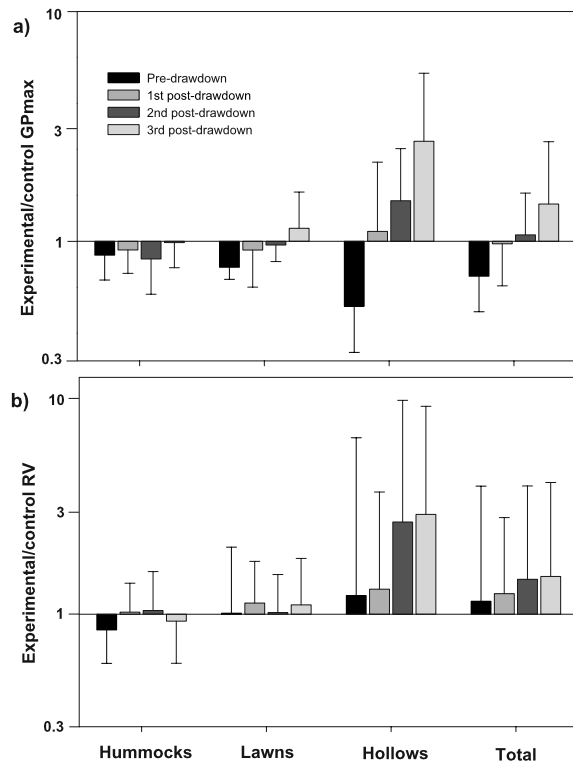 a)
10
3
1
0.3
Experimental/control GPmax
Pre-drawdown
1st post-drawdown
2nd post-drawdown
3rd post-drawdown
b)
10
3
1
0.3
Experimental/control RV
Hummocks Lawns Hollows Total